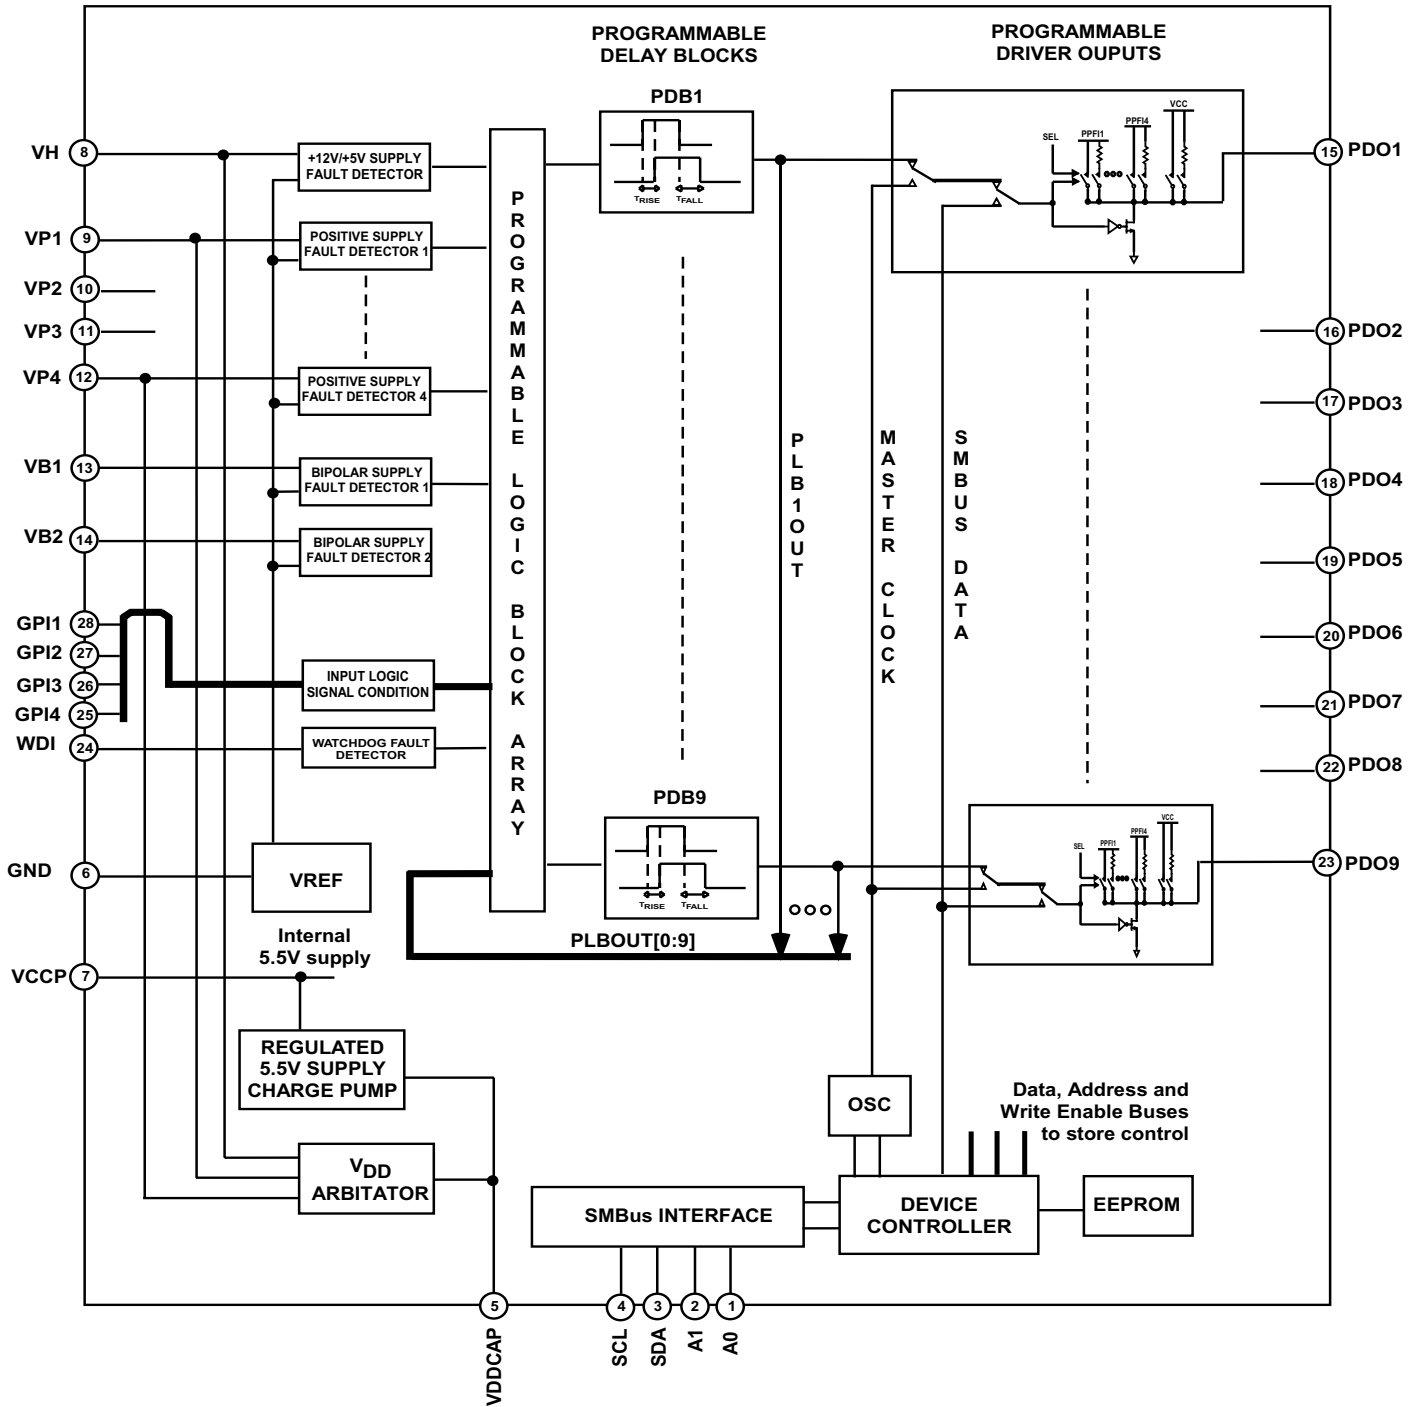 PROGRAMMABLE
DELAY BLOCKS
PROGRAMMABLE
DRIVER OUPUTS
PDB1
TRISE
TFALL
SEL
PPFI1
PPFI4
VCC
VH
8
+12V/+5V SUPPLY
FAULT DETECTOR
15
PDO1
VP1
9
POSITIVE SUPPLY
FAULT DETECTOR 1
VP2
10
VP3
11
16
PDO2
VP4
12
POSITIVE SUPPLY
FAULT DETECTOR 4
17
PDO3
PROGRAMMABLE LOGIC BLOCK ARRAY
PLB1OUT
MASTER CLOCK
SMBUS DATA
VB1
13
BIPOLAR SUPPLY
FAULT DETECTOR 1
18
PDO4
VB2
14
BIPOLAR SUPPLY
FAULT DETECTOR 2
19
PDO5
GPI1
28
GPI2
27
GPI3
26
GPI4
25
INPUT LOGIC
SIGNAL CONDITION
20
PDO6
21
PDO7
WDI
24
WATCHDOG FAULT
DETECTOR
22
PDO8
PDB9
TRISE
TFALL
SEL
PPFI1
PPFI4
VCC
23
PDO9
GND
6
VREF
PLBOUT[0:9]
Internal
5.5V supply
VCCP
7
REGULATED
5.5V SUPPLY
CHARGE PUMP
OSC
Data, Address and
Write Enable Buses
to store control
VDD
ARBITATOR
SMBus INTERFACE
DEVICE
CONTROLLER
EEPROM
5
4
3
2
1
VDDCAP
SCL
SDA
A1
A0